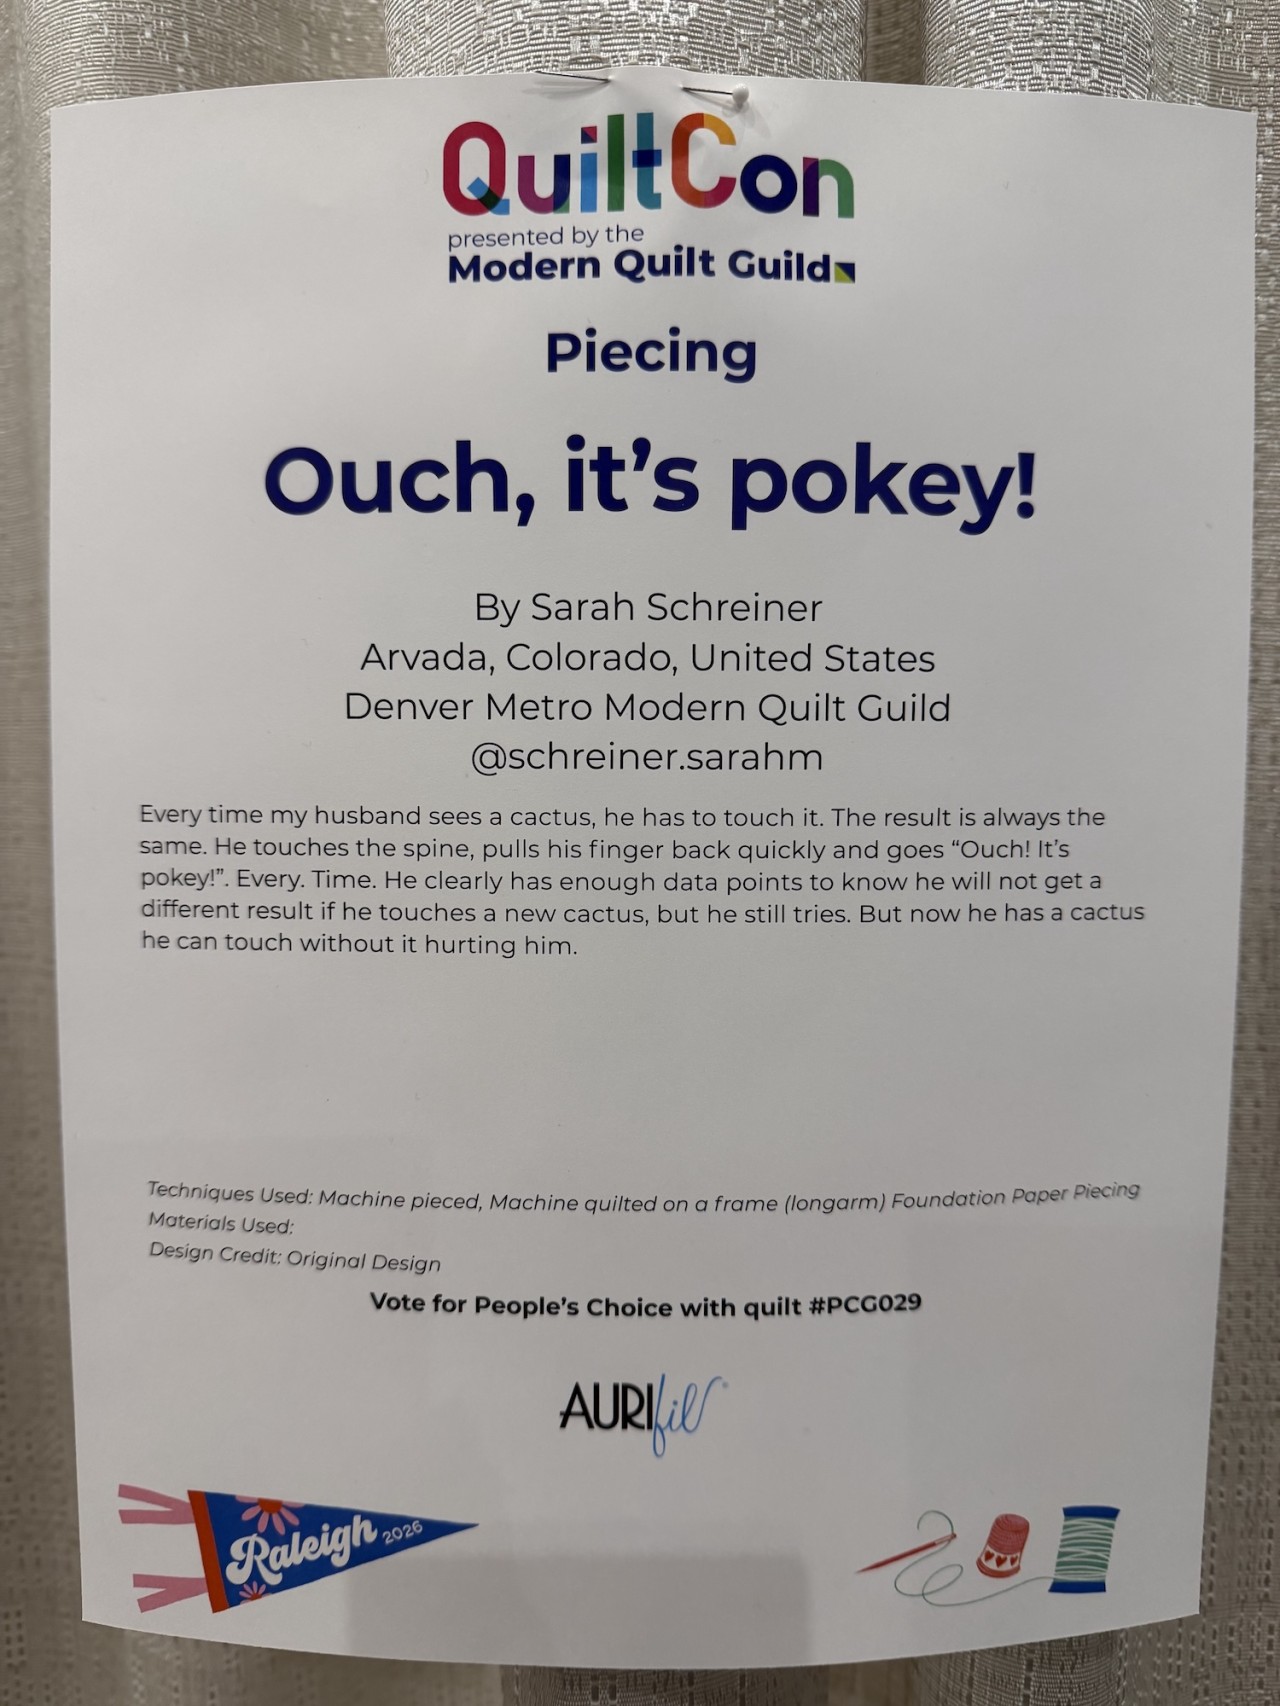 QuiltCon
presented by the
Modern Quilt Guild
Piecing
Ouch, it's pokey!
By Sarah Schreiner
Arvada, Colorado, United States
Denver Metro Modern Quilt Guild
@schreiner.sarahm
Every time my husband sees a cactus, he has to touch it. The result is always the
same. He touches the spine, pulls his finger back quickly and goes “Ouch! It’s
pokey!”. Every. Time. He clearly has enough data points to know he will not get a
different result if he touches a new cactus, but he still tries. But now he has a cactus
he can touch without it hurting him.
Techniques Used: Machine pieced, Machine quilted on a frame (longarm) Foundation Paper Piecing
Materials Used:
Design Credit: Original Design
Vote for People’s Choice with quilt #PCG029
AURIfil®
Raleigh 2026